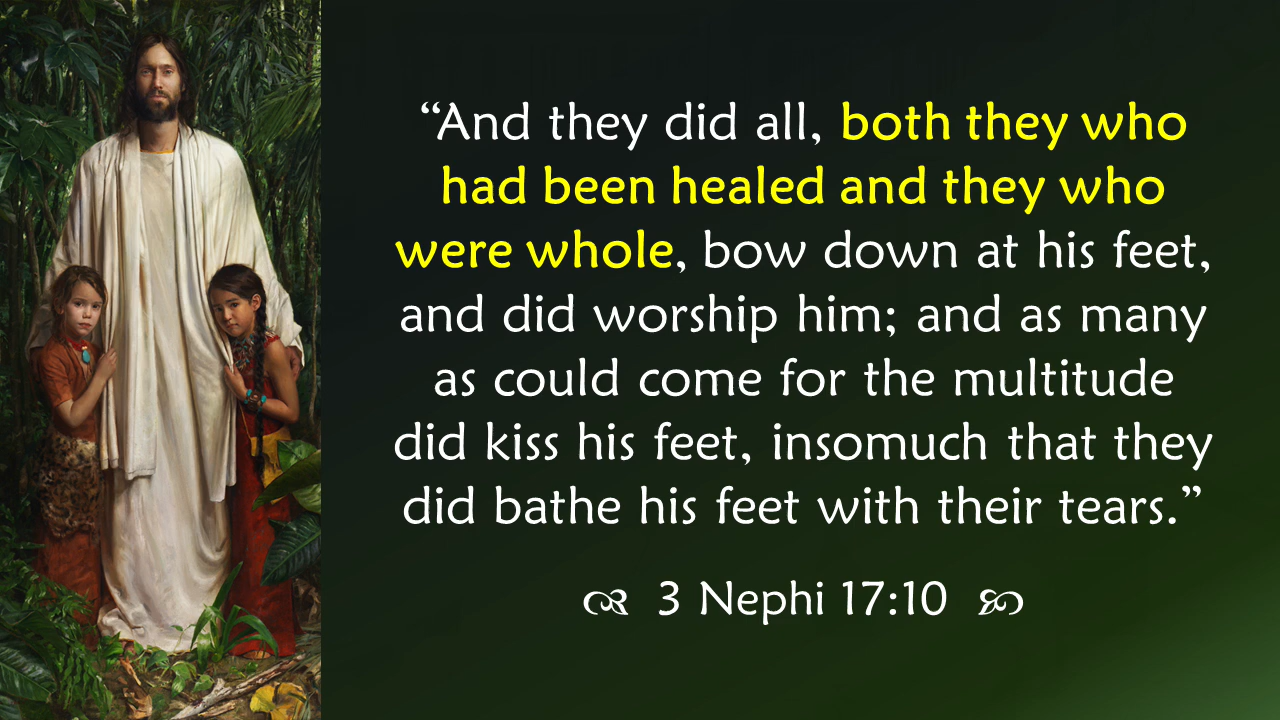 “And they did all, both they who
had been healed and they who
were whole, bow down at his feet,
and did worship him; and as many
as could come for the multitude
did kiss his feet, insomuch that they
did bathe his feet with their tears.”
3 Nephi 17:10